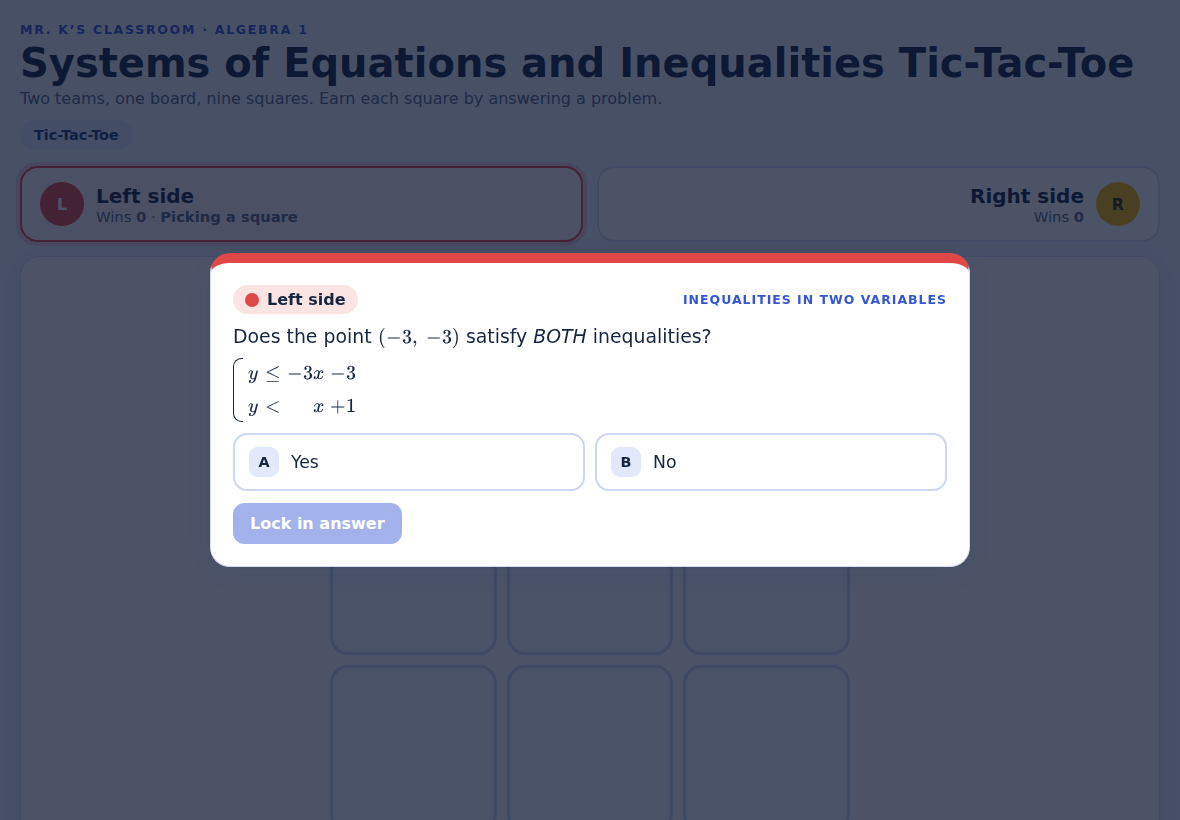 MR. K’S CLASSROOM · ALGEBRA 1
Systems of Equations and Inequalities Tic-Tac-Toe
Two teams, one board, nine squares. Earn each square by answering a problem.
Tic-Tac-Toe
L
Left side
Wins 0 · Picking a square
Right side
Wins 0
R
Left side
INEQUALITIES IN TWO VARIABLES
Does the point (−3, −3) satisfy BOTH inequalities?
y ≤ −3x −3
y < x +1
A Yes
B No
Lock in answer